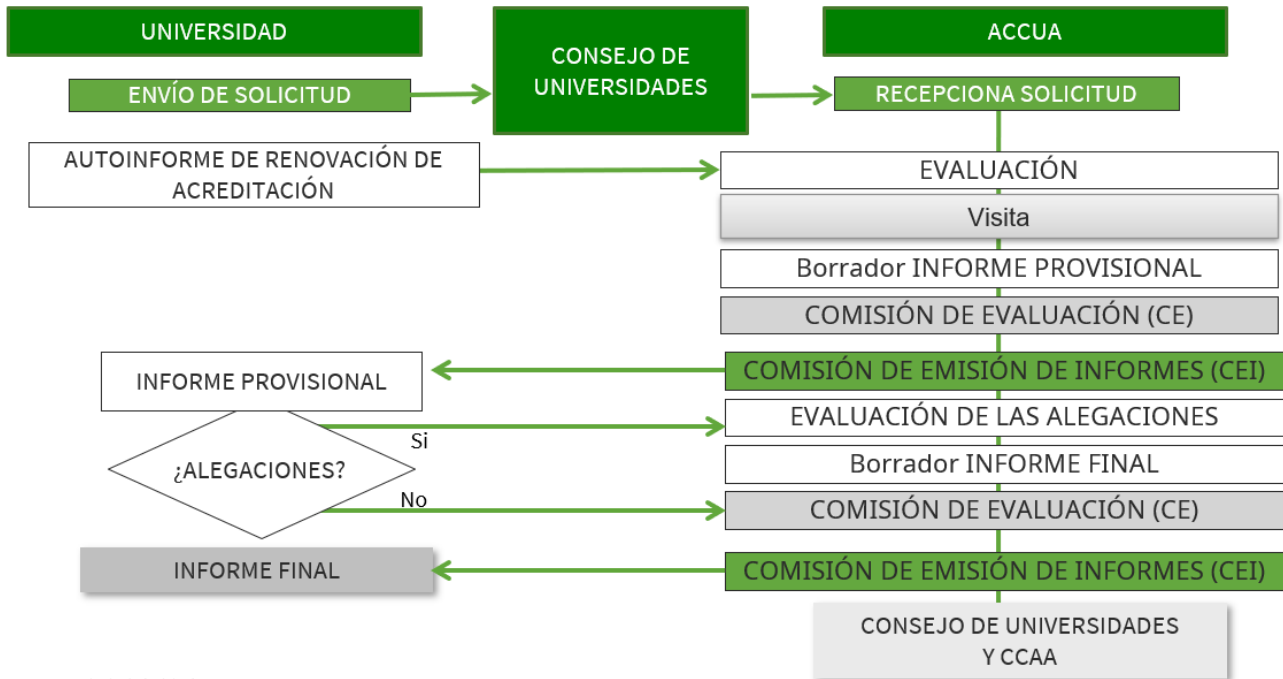 UNIVERSIDAD
CONSEJO DE
UNIVERSIDADES
ACCUA
ENVÍO DE SOLICITUD
RECEPCIONA SOLICITUD
AUTOINFORME DE RENOVACIÓN DE
ACREDITACIÓN
EVALUACIÓN
Visita
Borrador INFORME PROVISIONAL
COMISIÓN DE EVALUACIÓN (CE)
INFORME PROVISIONAL
COMISIÓN DE EMISIÓN DE INFORMES (CEI)
¿ALEGACIONES?
Si
EVALUACIÓN DE LAS ALEGACIONES
Borrador INFORME FINAL
No
COMISIÓN DE EVALUACIÓN (CE)
INFORME FINAL
COMISIÓN DE EMISIÓN DE INFORMES (CEI)
CONSEJO DE UNIVERSIDADES
Y CCAA